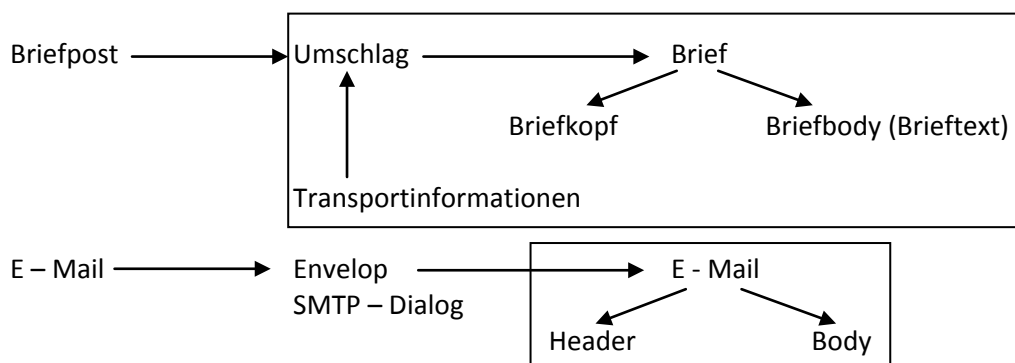 Briefpost Umschlag Brief
Briefkopf Briefbody (Brieftext)
Transportinformationen
E – Mail Envelop E - Mail
SMTP – Dialog
Header Body